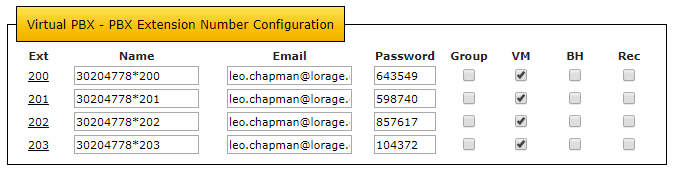 Virtual PBX - PBX Extension Number Configuration
Ext Name Email Password Group VM BH Rec
200 30204778*200 leo.chapman@lorage. 643549
201 30204778*201 leo.chapman@lorage. 598740
202 30204778*202 leo.chapman@lorage. 857617
203 30204778*203 leo.chapman@lorage. 104372